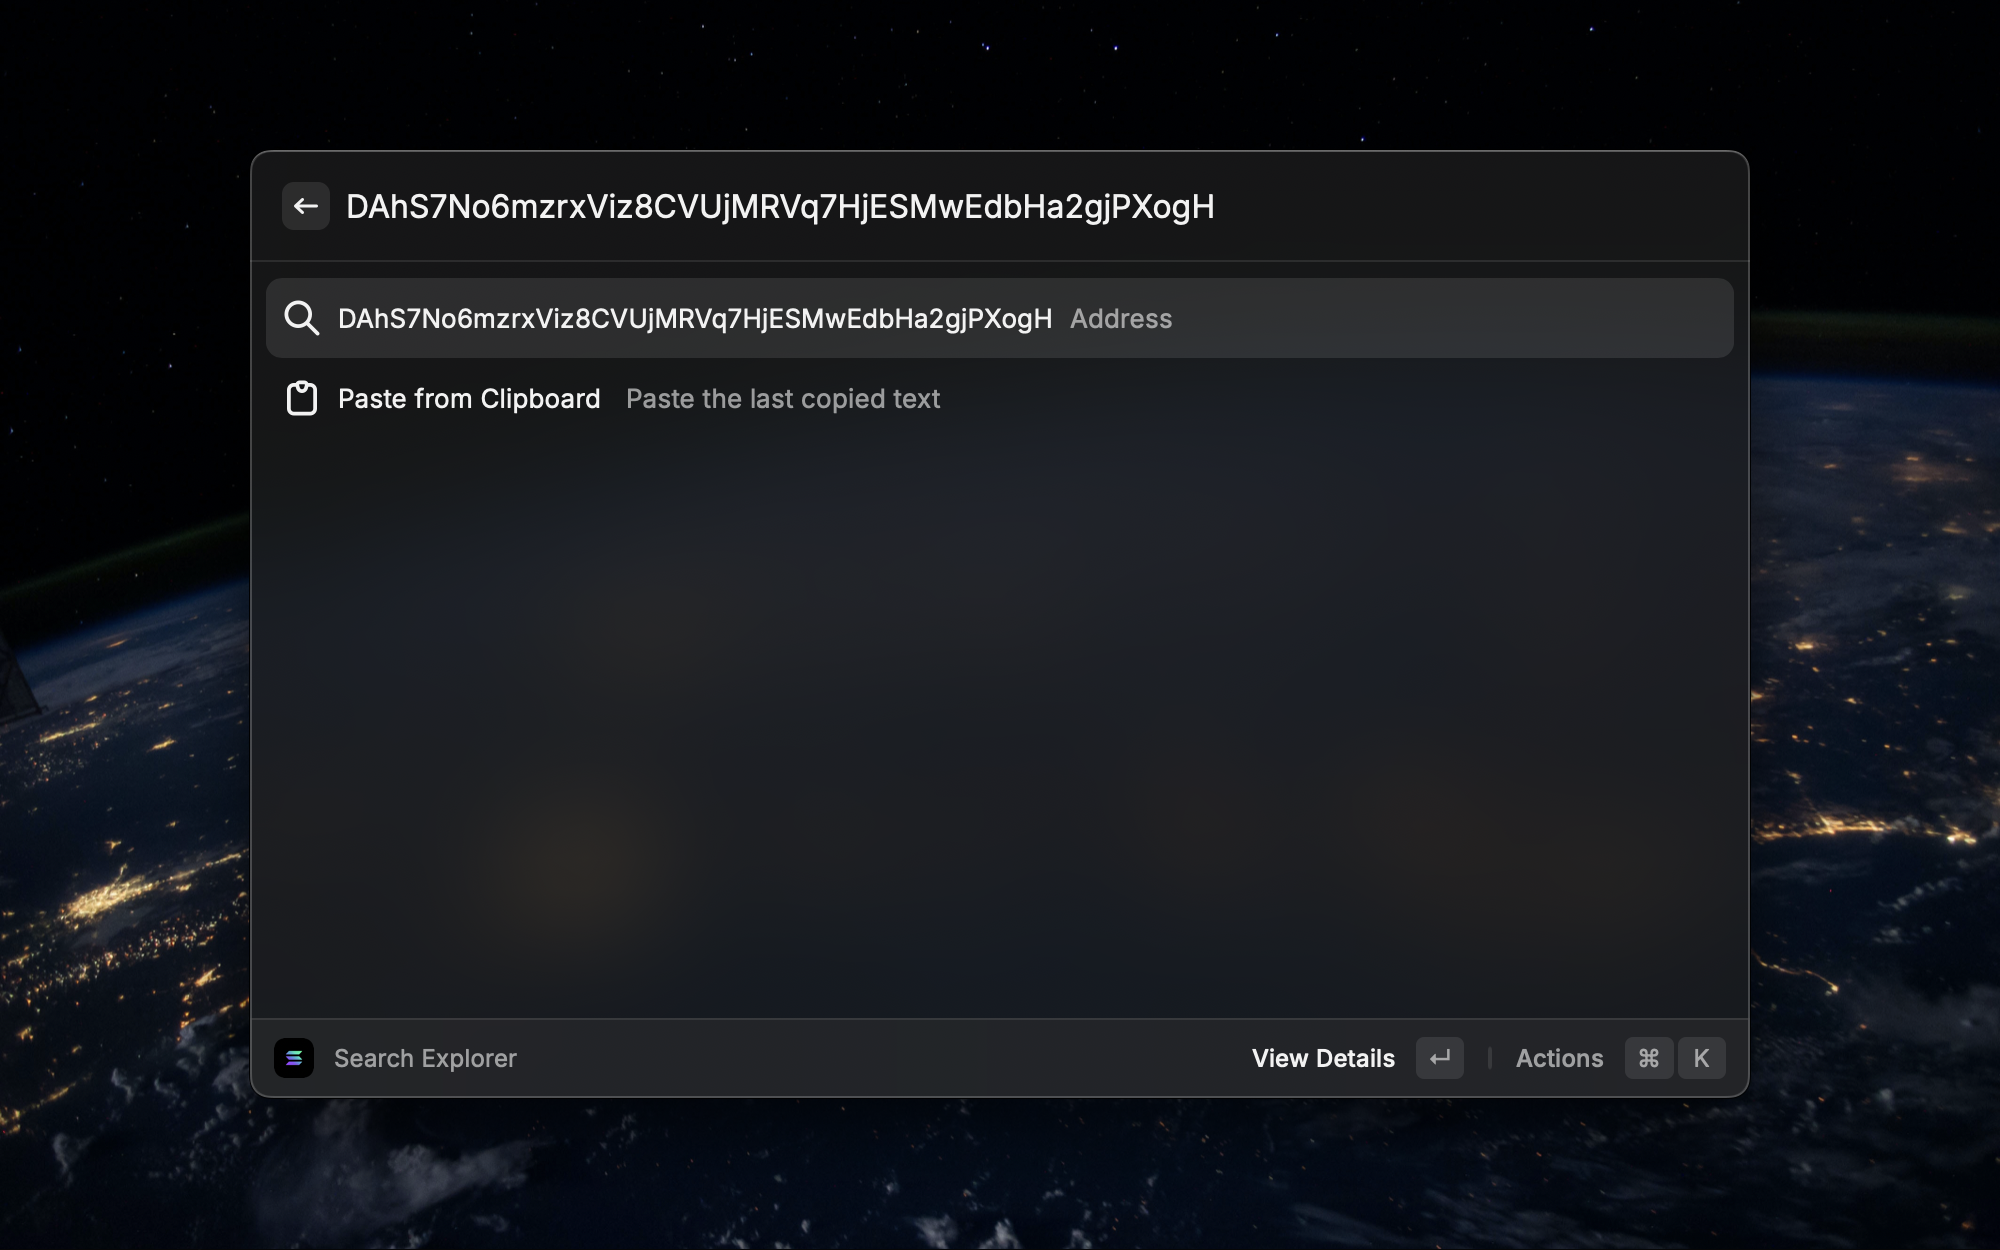 DAhS7No6mzrxViz8CVUjMRVq7HjESMwEdbHa2gjPXogH
DAhS7No6mzrxViz8CVUjMRVq7HjESMwEdbHa2gjPXogH Address
Paste from Clipboard Paste the last copied text
Search Explorer View Details ↵ Actions ⌘ K